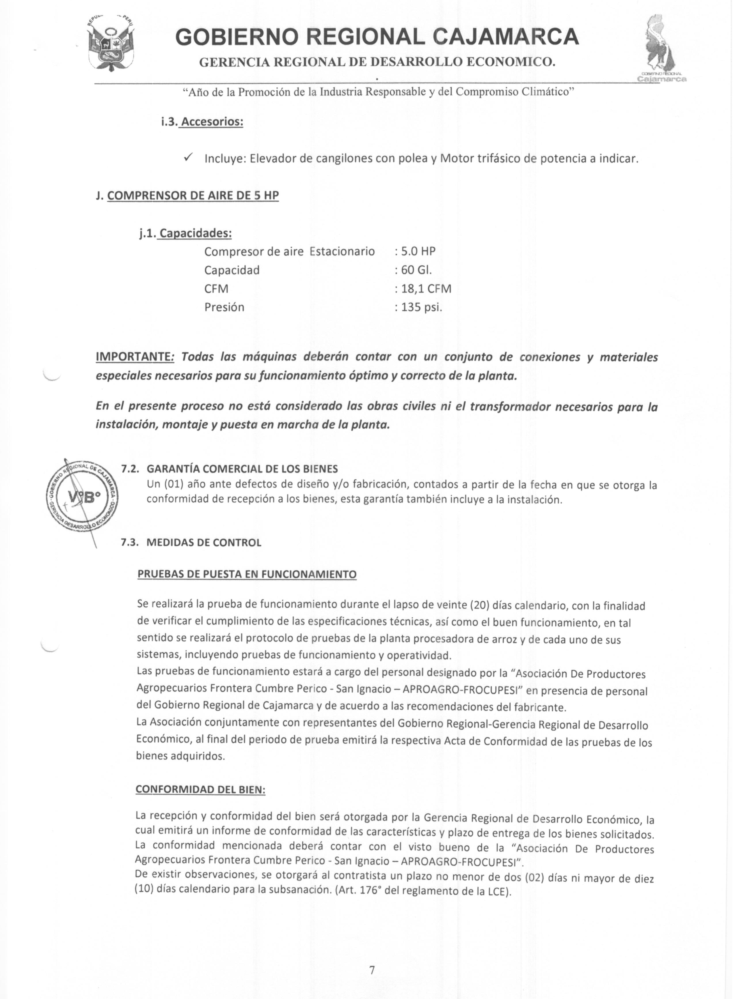 GOBIERNO REGIONAL CAJAMARCA
GERENCIA REGIONAL DE DESARROLLO ECONOMICO.
GOBIERNO REGIONAL
Cajamarca
“Año de la Promoción de la Industria Responsable y del Compromiso Climático”
i.3. Accesorios:
✓ Incluye: Elevador de cangilones con polea y Motor trifásico de potencia a indicar.
J. COMPRENSOR DE AIRE DE 5 HP
j.1. Capacidades:
Compresor de aire Estacionario : 5.0 HP
Capacidad : 60 Gl.
CFM : 18,1 CFM
Presión : 135 psi.
IMPORTANTE: Todas las máquinas deberán contar con un conjunto de conexiones y materiales
especiales necesarios para su funcionamiento óptimo y correcto de la planta.
En el presente proceso no está considerado las obras civiles ni el transformador necesarios para la
instalación, montaje y puesta en marcha de la planta.
GOBIERNO REGIONAL DE CAJAMARCA
VºBº
GERENCIA DESARROLLO ECONOMICO
7.2. GARANTÍA COMERCIAL DE LOS BIENES
Un (01) año ante defectos de diseño y/o fabricación, contados a partir de la fecha en que se otorga la
conformidad de recepción a los bienes, esta garantía también incluye a la instalación.
7.3. MEDIDAS DE CONTROL
PRUEBAS DE PUESTA EN FUNCIONAMIENTO
Se realizará la prueba de funcionamiento durante el lapso de veinte (20) días calendario, con la finalidad
de verificar el cumplimiento de las especificaciones técnicas, así como el buen funcionamiento, en tal
sentido se realizará el protocolo de pruebas de la planta procesadora de arroz y de cada uno de sus
sistemas, incluyendo pruebas de funcionamiento y operatividad.
Las pruebas de funcionamiento estará a cargo del personal designado por la “Asociación De Productores
Agropecuarios Frontera Cumbre Perico - San Ignacio – APROAGRO-FROCUPESI” en presencia de personal
del Gobierno Regional de Cajamarca y de acuerdo a las recomendaciones del fabricante.
La Asociación conjuntamente con representantes del Gobierno Regional-Gerencia Regional de Desarrollo
Económico, al final del periodo de prueba emitirá la respectiva Acta de Conformidad de las pruebas de los
bienes adquiridos.
CONFORMIDAD DEL BIEN:
La recepción y conformidad del bien será otorgada por la Gerencia Regional de Desarrollo Económico, la
cual emitirá un informe de conformidad de las características y plazo de entrega de los bienes solicitados.
La conformidad mencionada deberá contar con el visto bueno de la “Asociación De Productores
Agropecuarios Frontera Cumbre Perico - San Ignacio – APROAGRO-FROCUPESI”.
De existir observaciones, se otorgará al contratista un plazo no menor de dos (02) días ni mayor de diez
(10) días calendario para la subsanación. (Art. 176° del reglamento de la LCE).
7